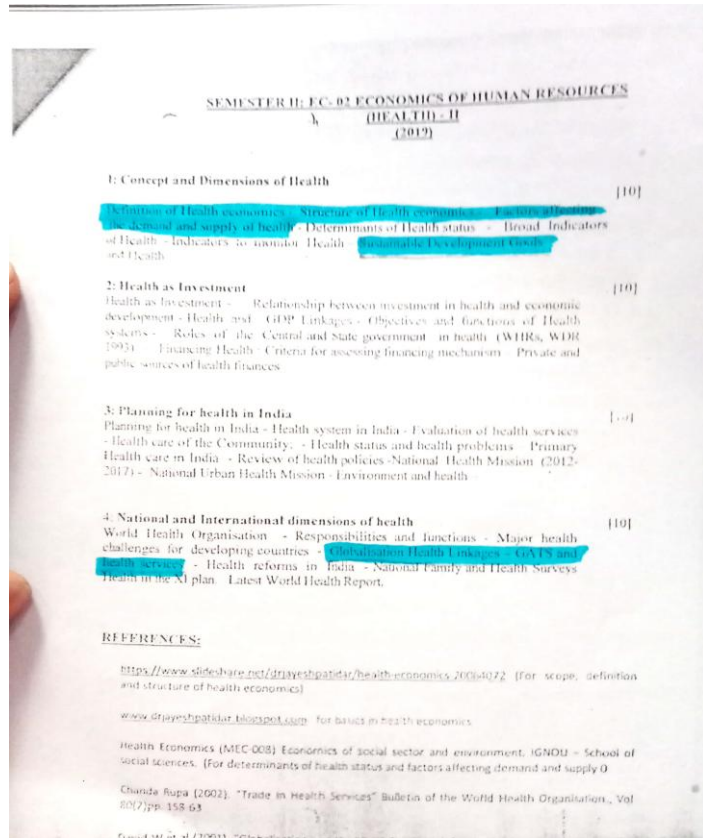 SEMESTER II: EC- 02 ECONOMICS OF HUMAN RESOURCES
(HEALTH) - II
(2019)
1: Concept and Dimensions of Health
[10]
Definition of Health economics - Structure of Health economics - Factors affecting
the demand and supply of health - Determinants of Health status - Broad Indicators
of Health - Indicators to monitor Health - Sustainable Development Goals
and Health
2: Health as Investment [10]
Health as Investment - Relationship between investment in health and economic
development - Health and GDP Linkages - Objectives and functions of Health
systems - Roles of the Central and State government in health (WHRs, WDR
1993) Financing Health - Criteria for assessing financing mechanism - Private and
public sources of health finances
3: Planning for health in India
Planning for health in India - Health system in India - Evaluation of health services
- Health care of the Community; - Health status and health problems - Primary
Health care in India - Review of health policies -National Health Mission (2012-
2017) - National Urban Health Mission - Environment and health
4. National and International dimensions of health [10]
World Health Organisation - Responsibilities and functions - Major health
challenges for developing countries - Globalisation Health Linkages - GATS and
health services - Health reforms in India - National Family and Health Surveys
Health in the XI plan. Latest World Health Report.
REFERENCES:
https://www.slideshare.net/drjayeshpatidar/health-economics (For scope, definition
and structure of health economics)
www.drjayeshpatidar.blogspot.com for basics in health economics
Health Economics (MEC-008) Economics of social sector and environment, IGNOU – School of
social sciences. (For determinants of health status and factors affecting demand and supply 0
Chanda Rupa (2002). "Trade in Health Services" Bulletin of the World Health Organisation., Vol
80(2)pp. 158-63